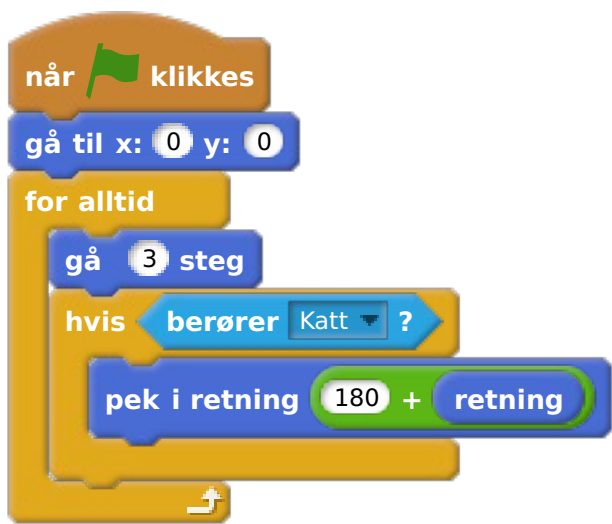 når klikkes
gå til x: 0 y: 0
for alltid
gå 3 steg
hvis berører Katt ?
pek i retning 180 + retning